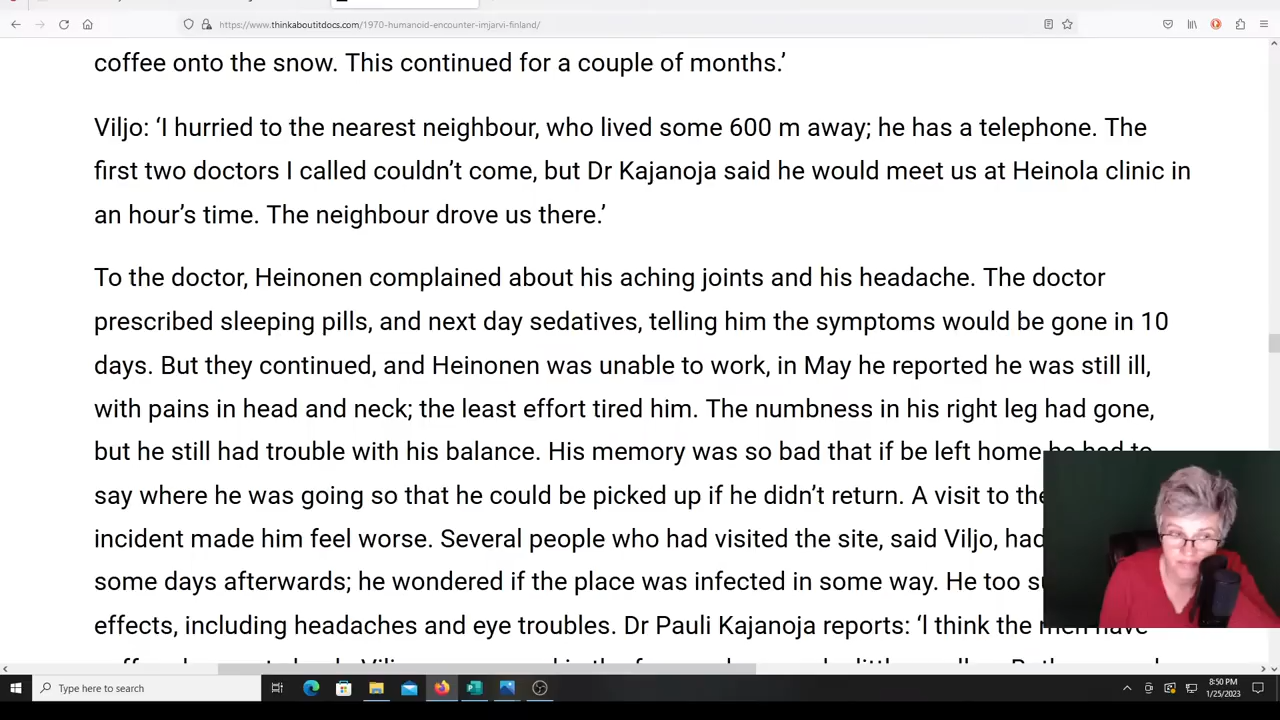 https://www.thinkaboutitdocs.com/1970-humanoid-encounter-imjarvi-finland/
coffee onto the snow. This continued for a couple of months.’
Viljo: ‘I hurried to the nearest neighbour, who lived some 600 m away; he has a telephone. The
first two doctors I called couldn’t come, but Dr Kajanoja said he would meet us at Heinola clinic in
an hour’s time. The neighbour drove us there.’
To the doctor, Heinonen complained about his aching joints and his headache. The doctor
prescribed sleeping pills, and next day sedatives, telling him the symptoms would be gone in 10
days. But they continued, and Heinonen was unable to work, in May he reported he was still ill,
with pains in head and neck; the least effort tired him. The numbness in his right leg had gone,
but he still had trouble with his balance. His memory was so bad that if be left home he had to
say where he was going so that he could be picked up if he didn’t return. A visit to the
incident made him feel worse. Several people who had visited the site, said Viljo, had
some days afterwards; he wondered if the place was infected in some way. He too
effects, including headaches and eye troubles. Dr Pauli Kajanoja reports: ‘I think the men have
Type here to search
8:50 PM
1/25/2023